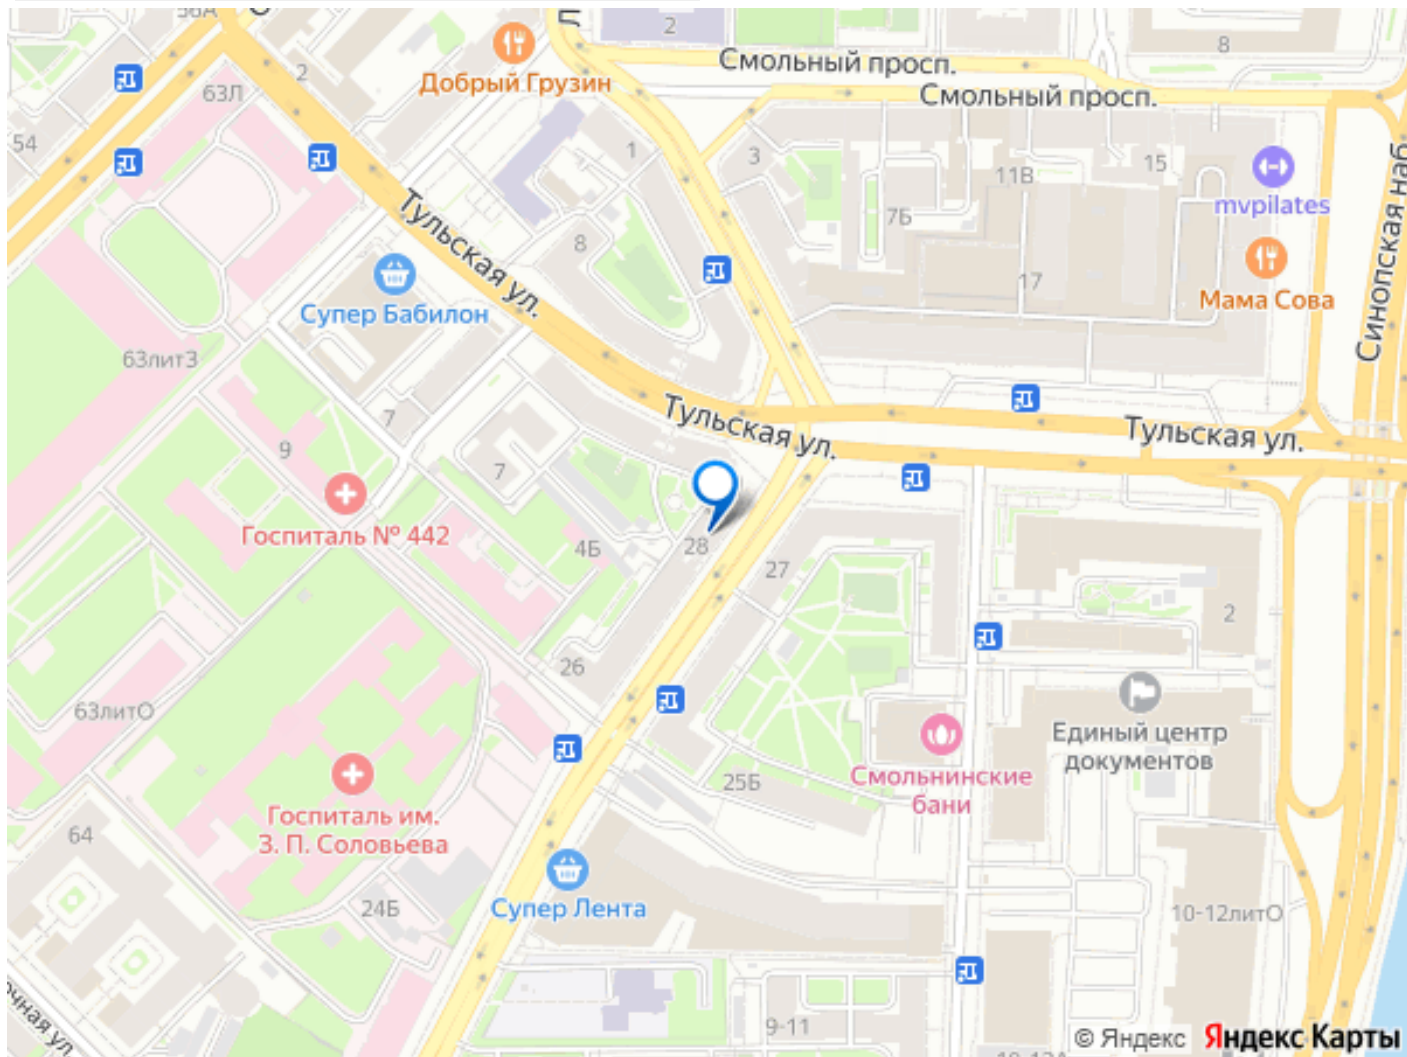 56А
2
8
Добрый Грузин
Смольный просп.
Смольный просп.
2
63Л
54
1
3
15
11В
7Б
mvpilates
Синопская наб.
Тульская ул.
8
17
Мама Сова
Супер Бабилон
63литЗ
7
9
Тульская ул.
Тульская ул.
7
Госпиталь № 442
4Б
28
27
2
26
63литО
Единый центр
документов
Смольнинские
бани
25Б
Госпиталь им.
З. П. Соловьева
64
24Б
Супер Лента
10-12литО
9-11
© Яндекс Яндекс Карты